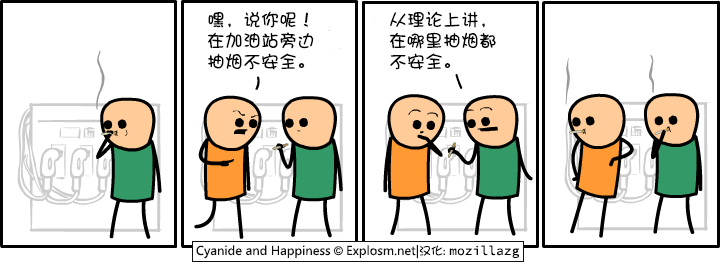 嘿，说你呢！
在加油站旁边
抽烟不安全。
从理论上讲，
在哪里抽烟都
不安全。
Cyanide and Happiness © Explosm.net|汉化: mozillazg